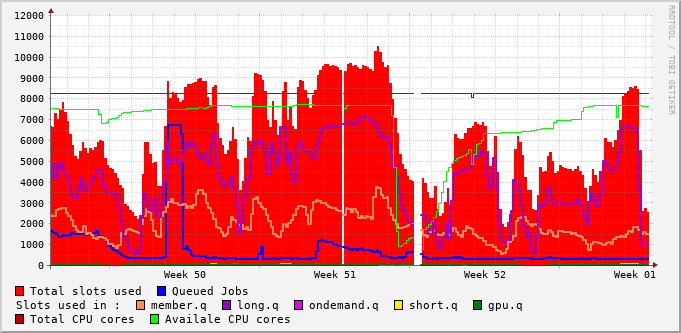 12000
11000
10000
9000
8000
7000
6000
5000
4000
3000
2000
1000
0
Week 50 Week 51 Week 52 Week 01
Total slots used Queued Jobs
Slots used in : member.q long.q ondemand.q short.q gpu.q
Total CPU cores Availale CPU cores
RRDTOOL / TOBI OETIKER